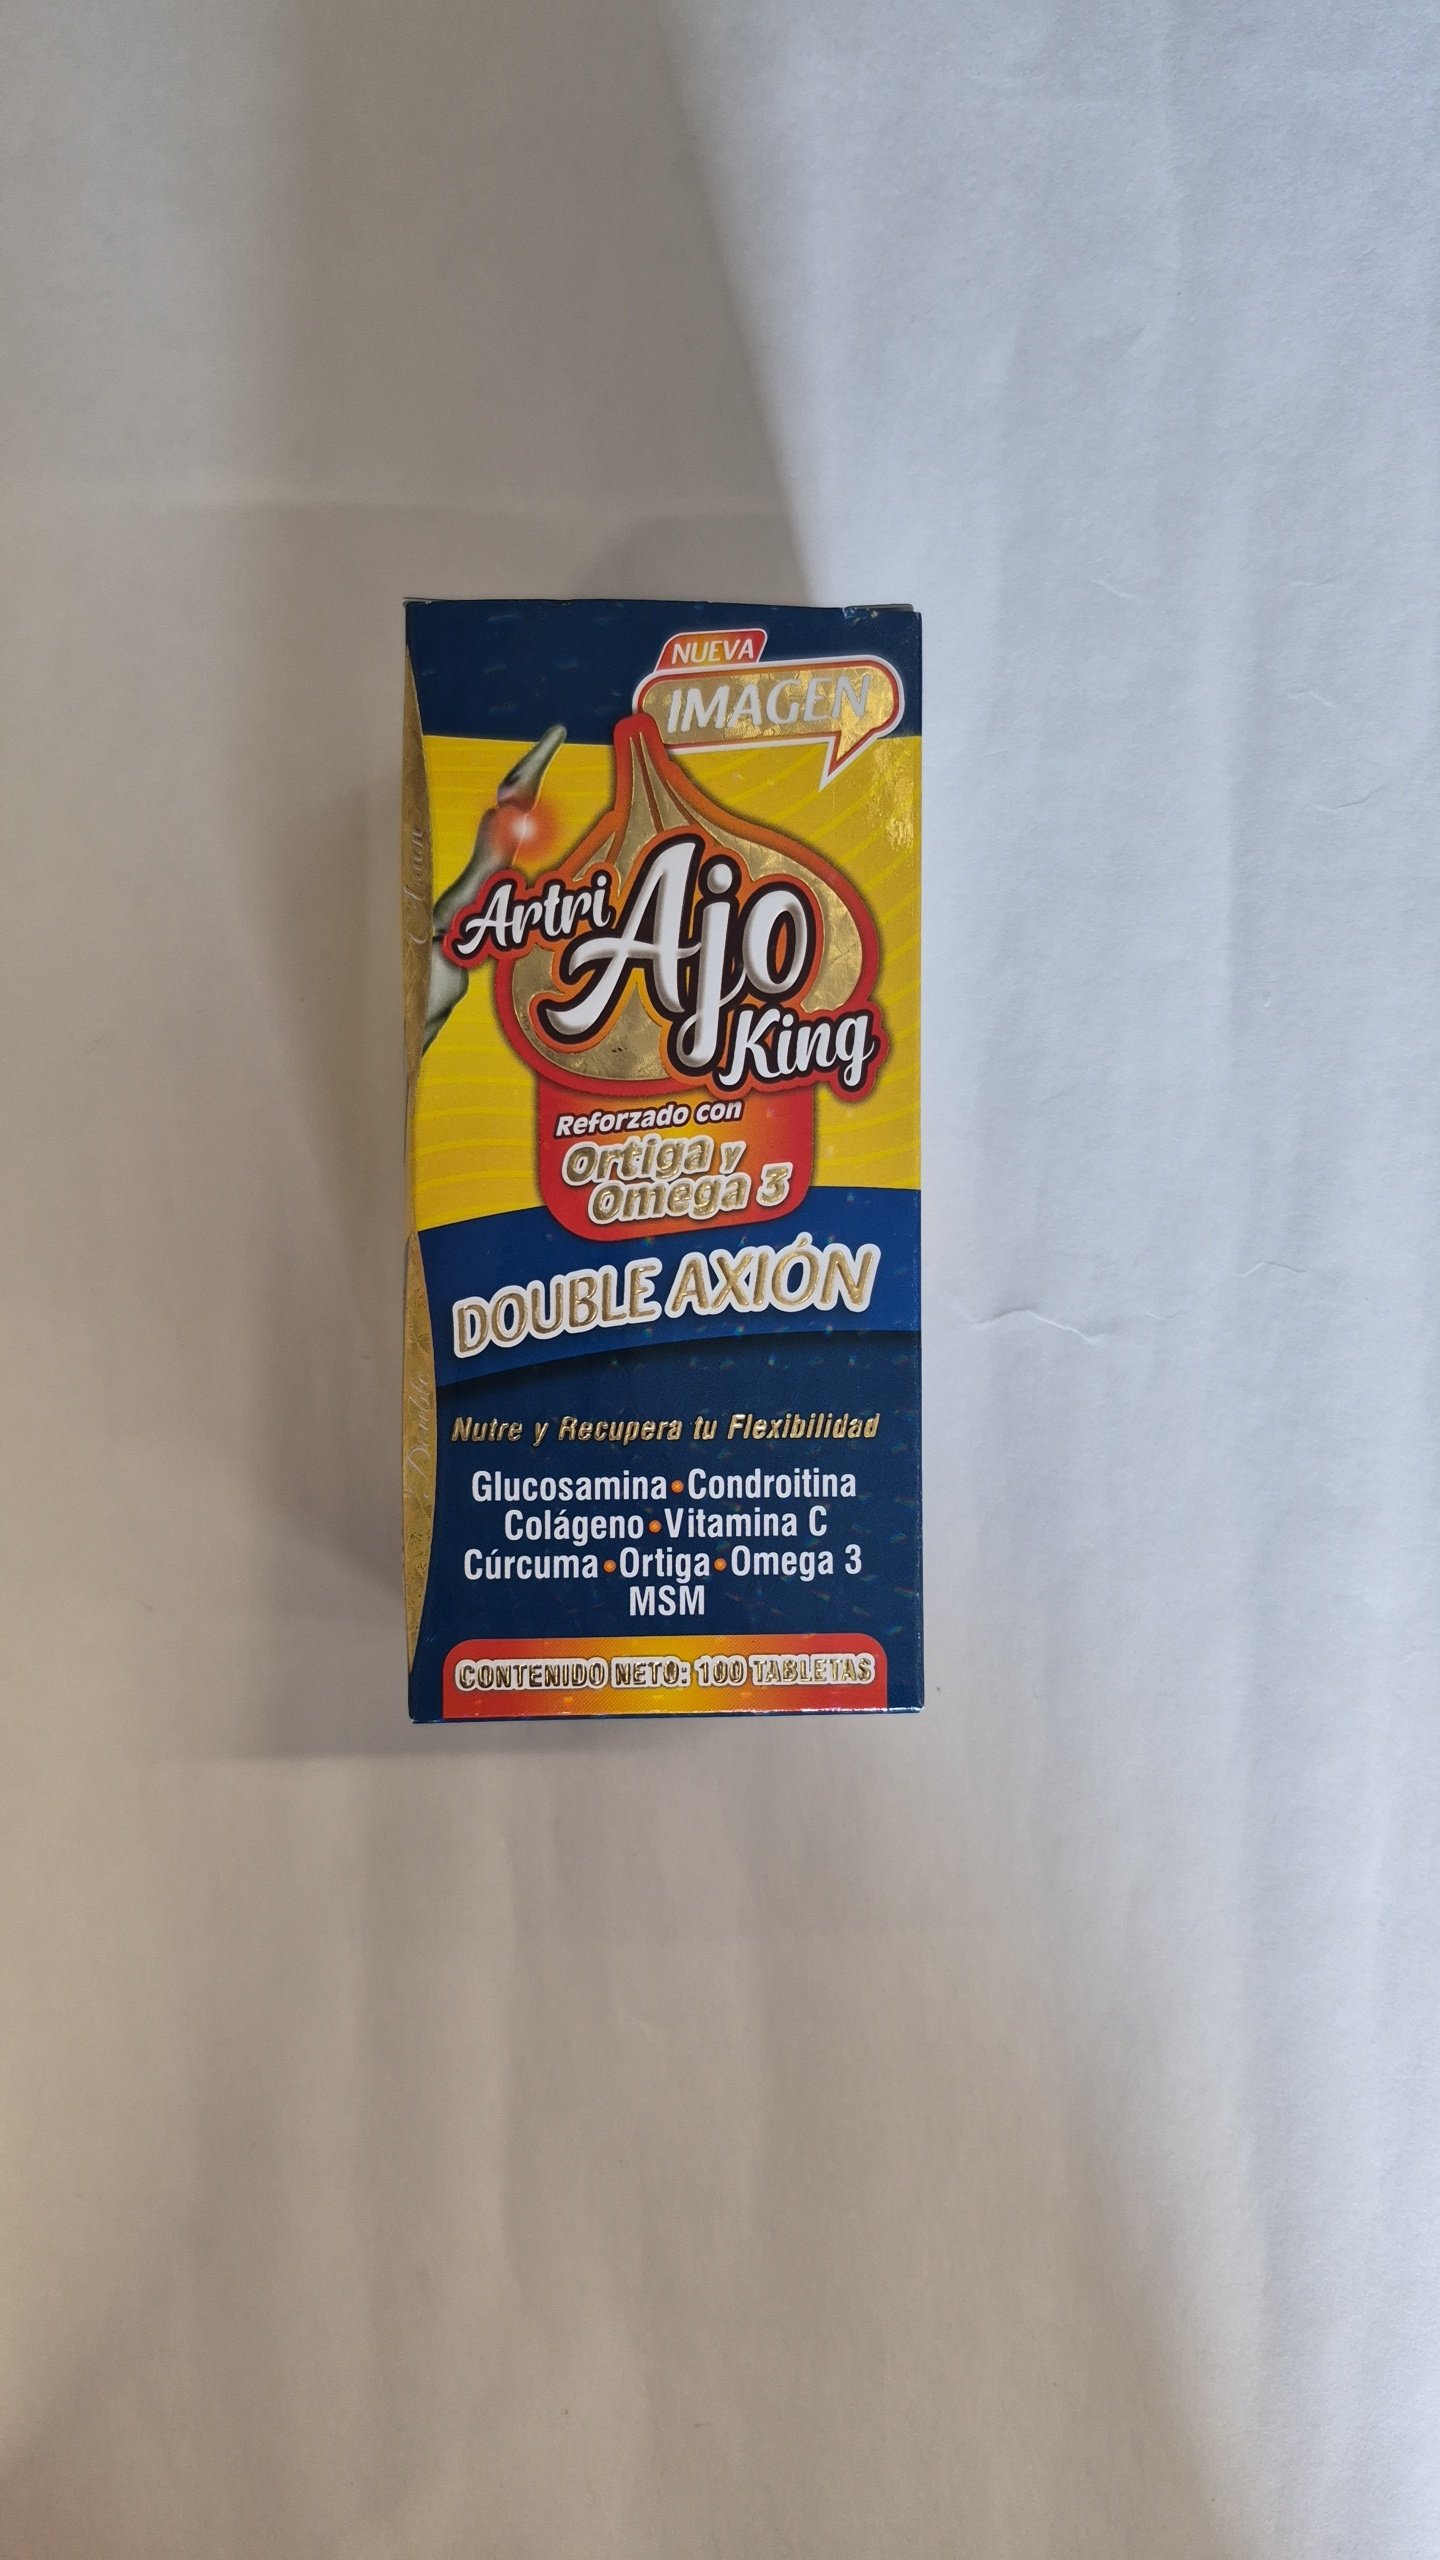 NUEVA
IMAGEN
Artri
Ajo
King
Reforzado con
Ortiga y
Omega 3
DOUBLE AXIÓN
Nutre y Recupera tu Flexibilidad
Glucosamina • Condroitina
Colágeno • Vitamina C
Cúrcuma • Ortiga • Omega 3
MSM
CONTENIDO NETO: 100 TABLETAS